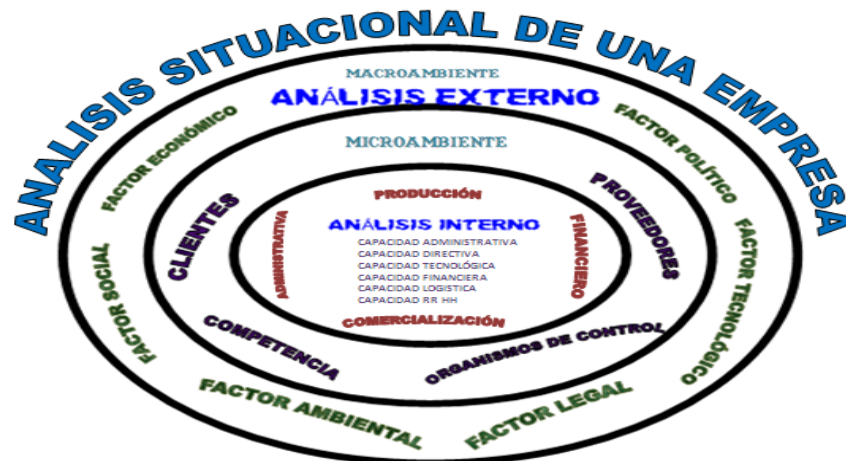 ANALISIS SITUACIONAL DE UNA EMPRESA
MACROAMBIENTE
ANÁLISIS EXTERNO
FACTOR ECONÓMICO
FACTOR POLÍTICO
MICROAMBIENTE
CLIENTES
PROVEEDORES
PRODUCCIÓN
ANÁLISIS INTERNO
ADMINISTRATIVA
FINANCIERO
CAPACIDAD ADMINISTRATIVA
CAPACIDAD DIRECTIVA
CAPACIDAD TECNOLÓGICA
CAPACIDAD FINANCIERA
CAPACIDAD LOGISTICA
CAPACIDAD RR HH
COMERCIALIZACIÓN
FACTOR SOCIAL
FACTOR TECNOLÓGICO
COMPETENCIA
ORGANISMOS DE CONTROL
FACTOR AMBIENTAL
FACTOR LEGAL